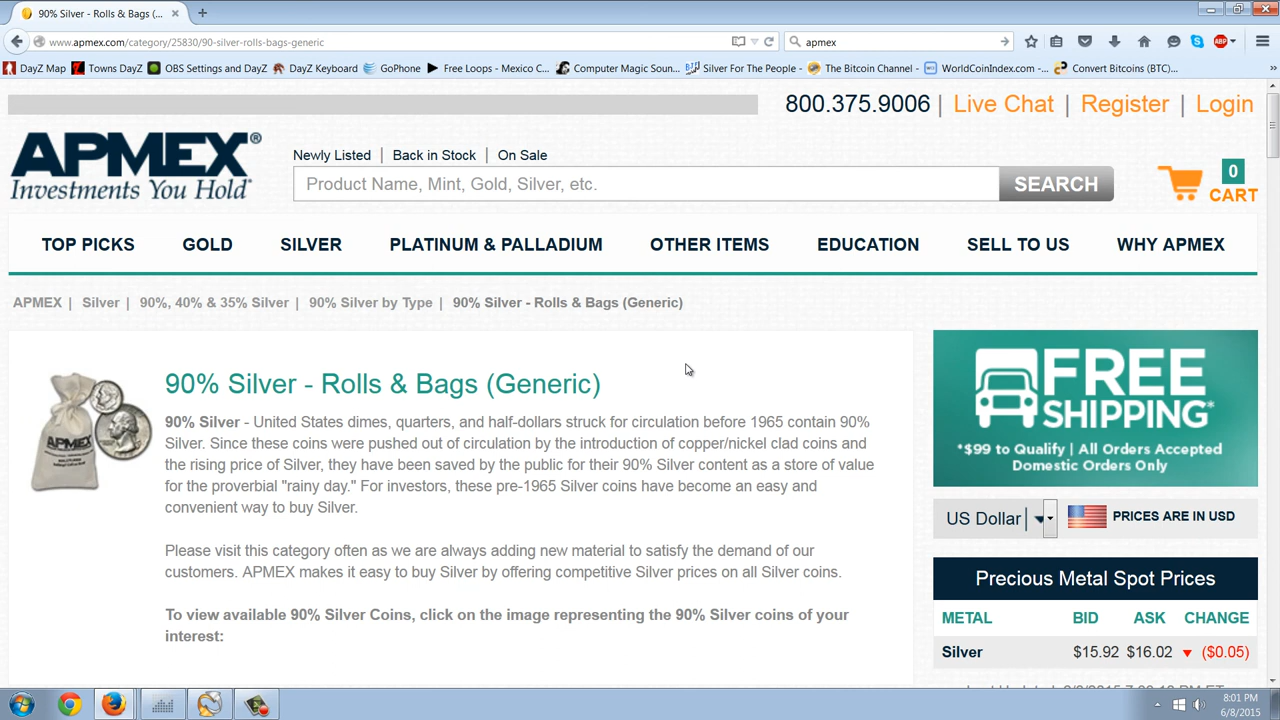 90% Silver - Rolls & Bags (...
www.apmex.com/category/25830/90-silver-rolls-bags-generic
apmex
ABP
DayZ Map
Towns DayZ
OBS Settings and DayZ
DayZ Keyboard
GoPhone
Free Loops - Movie C...
Computer Magic Soun...
Silver For The People - ...
The Bitcoin Channel - ...
WorldCoinIndex.com -...
Convert Bitcoins (BTC)...
800.375.9006 | Live Chat | Register | Login
APMEX®
Investments You Hold®
Newly Listed | Back in Stock | On Sale
Product Name, Mint, Gold, Silver, etc.
SEARCH
0
CART
TOP PICKS
GOLD
SILVER
PLATINUM & PALLADIUM
OTHER ITEMS
EDUCATION
SELL TO US
WHY APMEX
APMEX | Silver | 90%, 40% & 35% Silver | 90% Silver by Type | 90% Silver - Rolls & Bags (Generic)
APMEX
90% Silver - Rolls & Bags (Generic)
90% Silver - United States dimes, quarters, and half-dollars struck for circulation before 1965 contain 90%
Silver. Since these coins were pushed out of circulation by the introduction of copper/nickel clad coins and
the rising price of Silver, they have been saved by the public for their 90% Silver content as a store of value
for the proverbial "rainy day." For investors, these pre-1965 Silver coins have become an easy and
convenient way to buy Silver.
Please visit this category often as we are always adding new material to satisfy the demand of our
customers. APMEX makes it easy to buy Silver by offering competitive Silver prices on all Silver coins.
To view available 90% Silver Coins, click on the image representing the 90% Silver coins of your
interest:
FREE
SHIPPING*
*$99 to Qualify | All Orders Accepted
Domestic Orders Only
US Dollar
PRICES ARE IN USD
Precious Metal Spot Prices
METAL BID ASK CHANGE
Silver $15.92 $16.02 ▼ ($0.05)
8:01 PM
6/8/2015